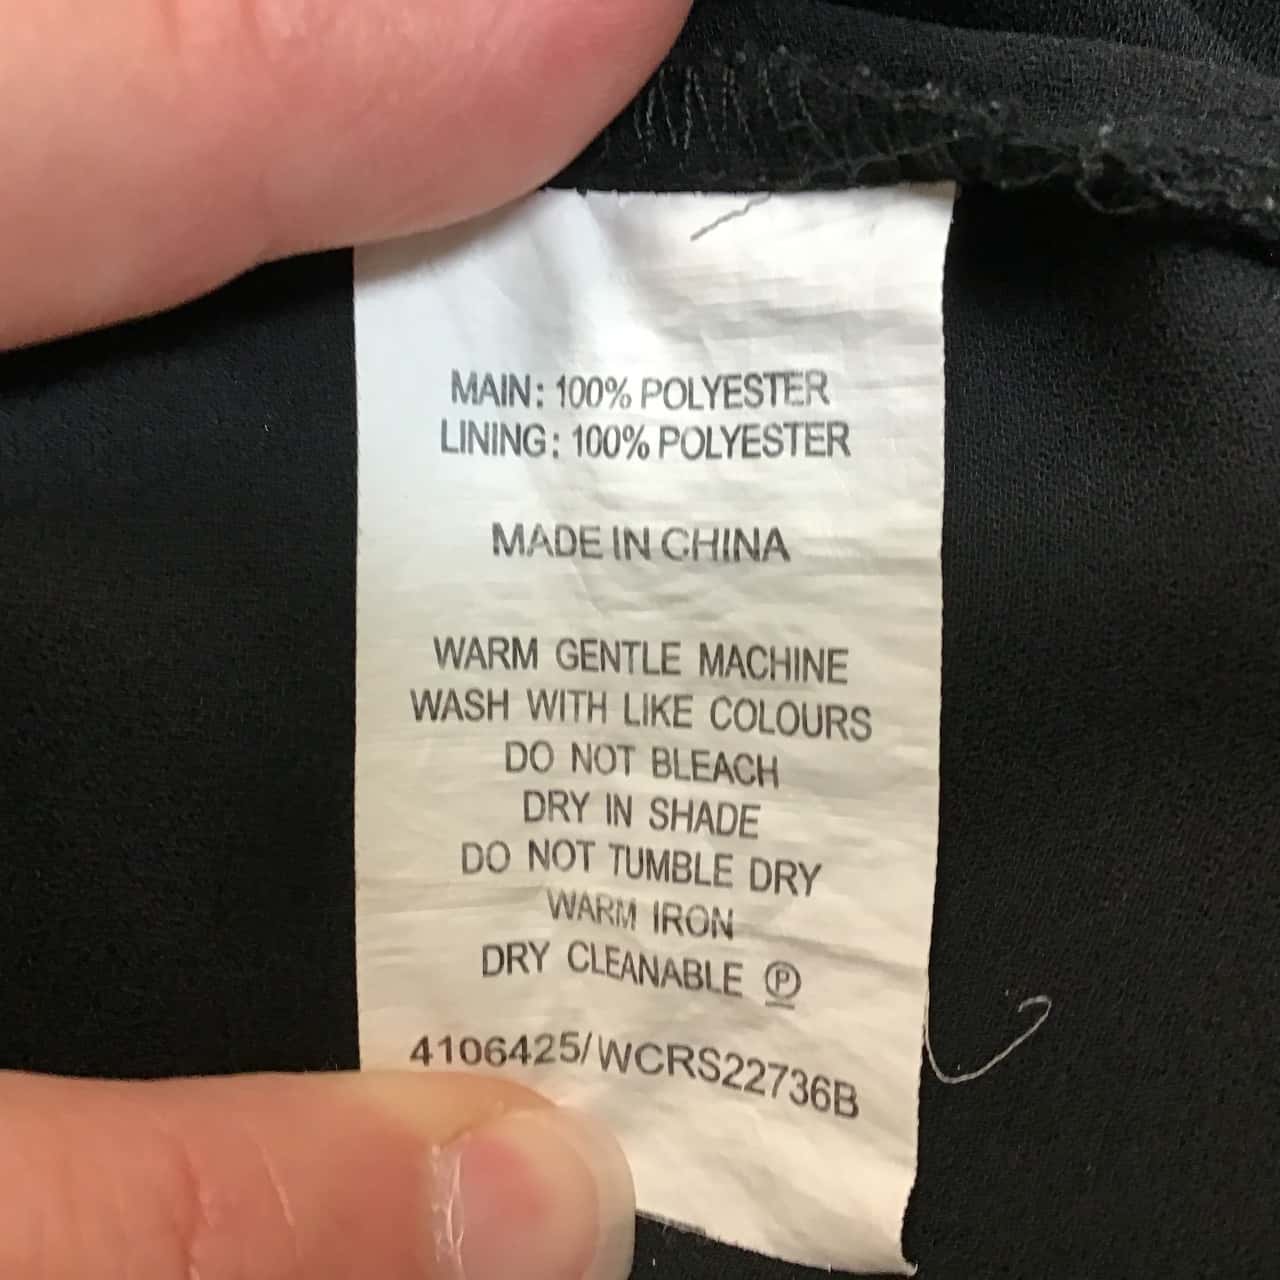 MAIN: 100% POLYESTER
LINING: 100% POLYESTER
MADE IN CHINA
WARM GENTLE MACHINE
WASH WITH LIKE COLOURS
DO NOT BLEACH
DRY IN SHADE
DO NOT TUMBLE DRY
WARM IRON
DRY CLEANABLE Ⓟ
4106425/WCRS22736B